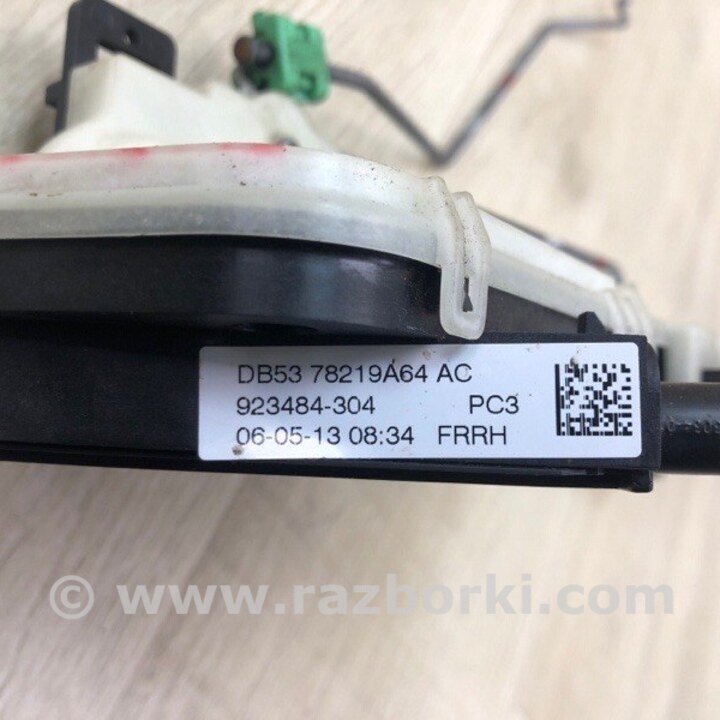 DB53 78219A64 AC
923484-304 PC3
06-05-13 08:34 FRRH
© www.razborki.com